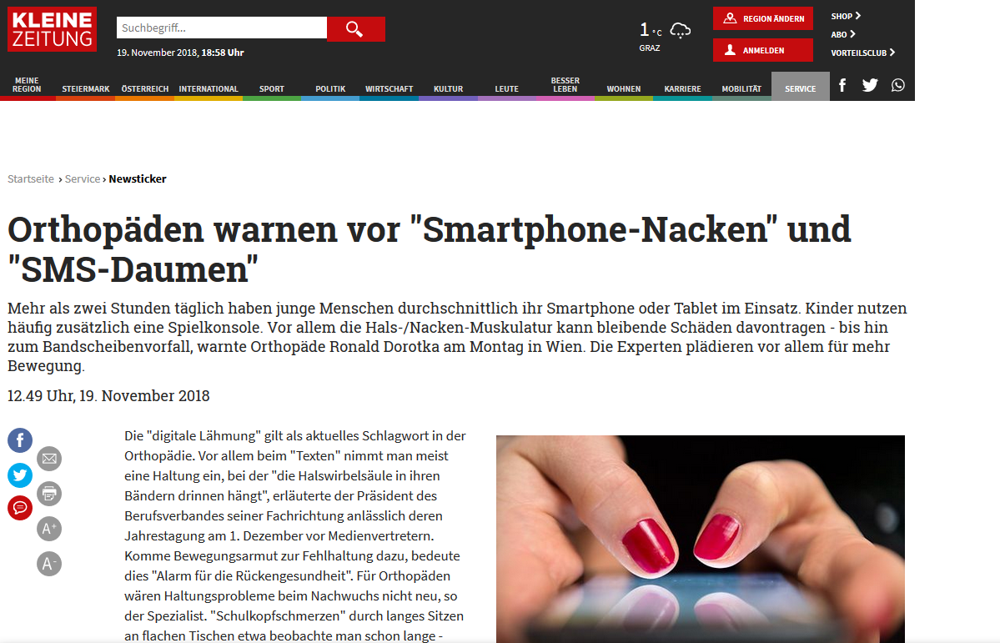 KLEINE
ZEITUNG
Suchbegriff...
19. November 2018, 18:58 Uhr
1 °C
GRAZ
REGION ÄNDERN
ANMELDEN
SHOP
ABO
VORTEILSCLUB
MEINE
REGION
STEIERMARK
ÖSTERREICH
INTERNATIONAL
SPORT
POLITIK
WIRTSCHAFT
KULTUR
LEUTE
BESSER
LEBEN
WOHNEN
KARRIERE
MOBILITÄT
SERVICE
Startseite › Service › Newsticker
Orthopäden warnen vor "Smartphone-Nacken" und
"SMS-Daumen"
Mehr als zwei Stunden täglich haben junge Menschen durchschnittlich ihr Smartphone oder Tablet im Einsatz. Kinder nutzen
häufig zusätzlich eine Spielkonsole. Vor allem die Hals-/Nacken-Muskulatur kann bleibende Schäden davontragen - bis hin
zum Bandscheibenvorfall, warnte Orthopäde Ronald Dorotka am Montag in Wien. Die Experten plädieren vor allem für mehr
Bewegung.
12.49 Uhr, 19. November 2018
A+
A-
Die "digitale Lähmung" gilt als aktuelles Schlagwort in der
Orthopädie. Vor allem beim "Texten" nimmt man meist
eine Haltung ein, bei der "die Halswirbelsäule in ihren
Bändern drinnen hängt", erläuterte der Präsident des
Berufsverbandes seiner Fachrichtung anlässlich deren
Jahrestagung am 1. Dezember vor Medienvertretern.
Komme Bewegungsarmut zur Fehlhaltung dazu, bedeute
dies "Alarm für die Rückengesundheit". Für Orthopäden
wären Haltungsprobleme beim Nachwuchs nicht neu, so
der Spezialist. "Schulkopfschmerzen" durch langes Sitzen
an flachen Tischen etwa beobachte man schon lange -